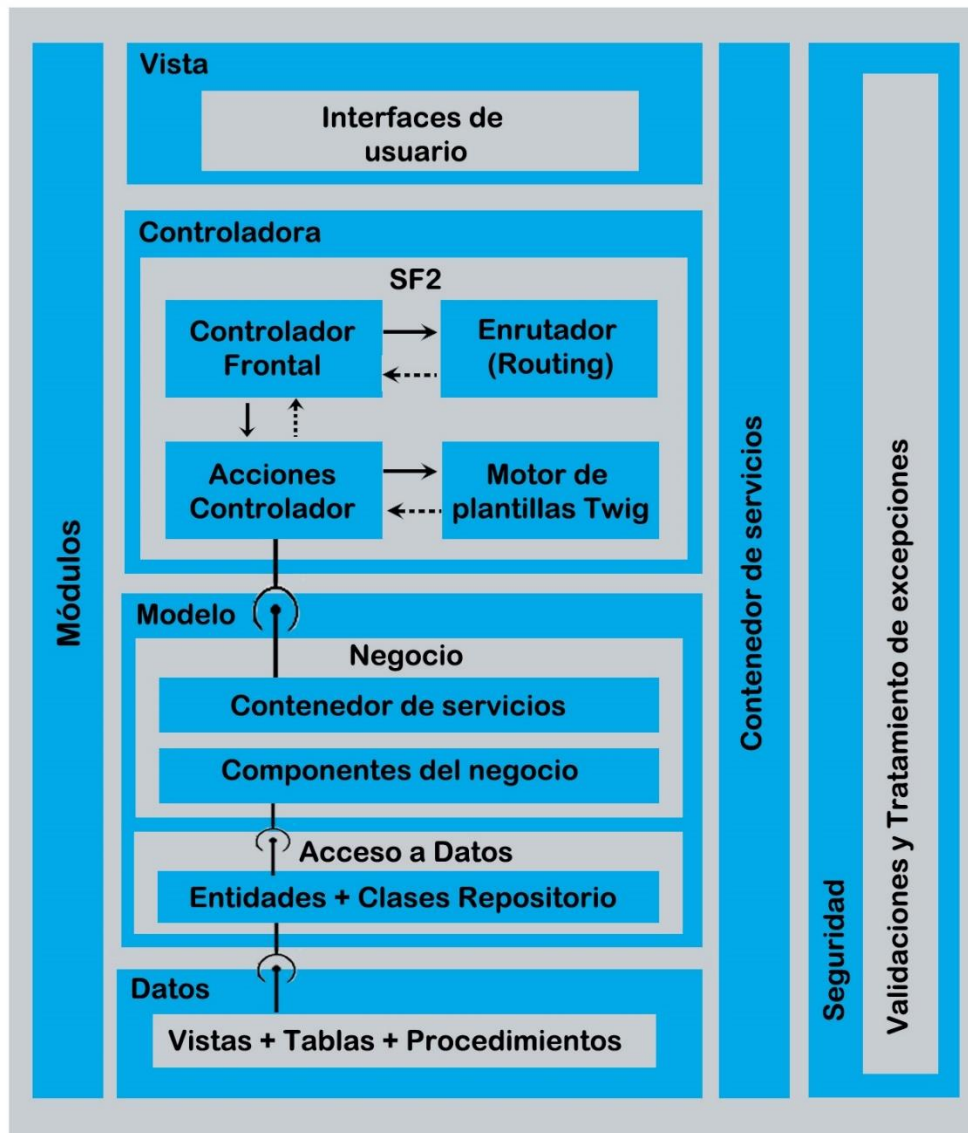 Vista
Interfaces de
usuario
Controladora
SF2
Controlador
Frontal
Enrutador
(Routing)
Acciones
Controlador
Motor de
plantillas Twig
Modelo
Negocio
Contenedor de servicios
Componentes del negocio
Acceso a Datos
Entidades + Clases Repositorio
Datos
Vistas + Tablas + Procedimientos
Módulos
Contenedor de servicios
Seguridad
Validaciones y Tratamiento de excepciones